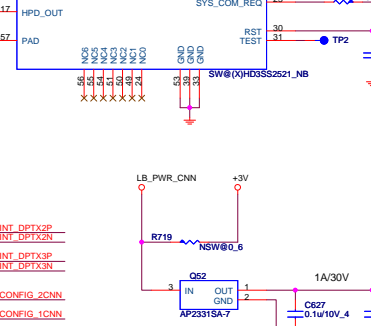 SYS_COM_REQ
17 HPD_OUT
RST 30
57 PAD
TEST 31 TP2
NC6 NC5 NC4 NC3 NC2 NC1 NC0 GND GND GND
56 55 54 51 50 49 24 53 39 33
SW@(X)HD3SS2521_NB
LB_PWR_CNN +3V
INT_DPTX2P
INT_DPTX2N
R719
NSW@0_6
INT_DPTX3P
INT_DPTX3N
Q52
1A/30V
3 IN OUT 1
GND 2
CONFIG_2CNN
C627
0.1u/10V_4
CONFIG_1CNN
AP2331SA-7